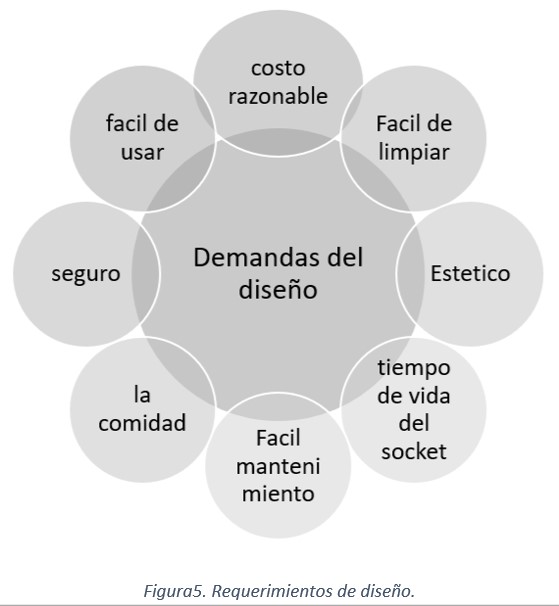 costo
razonable
Facil de
limpiar
Estetico
tiempo
de vida
del
socket
Facil
manteni
miento
la
comidad
seguro
facil de
usar
Demandas del
diseño
Figura5. Requerimientos de diseño.